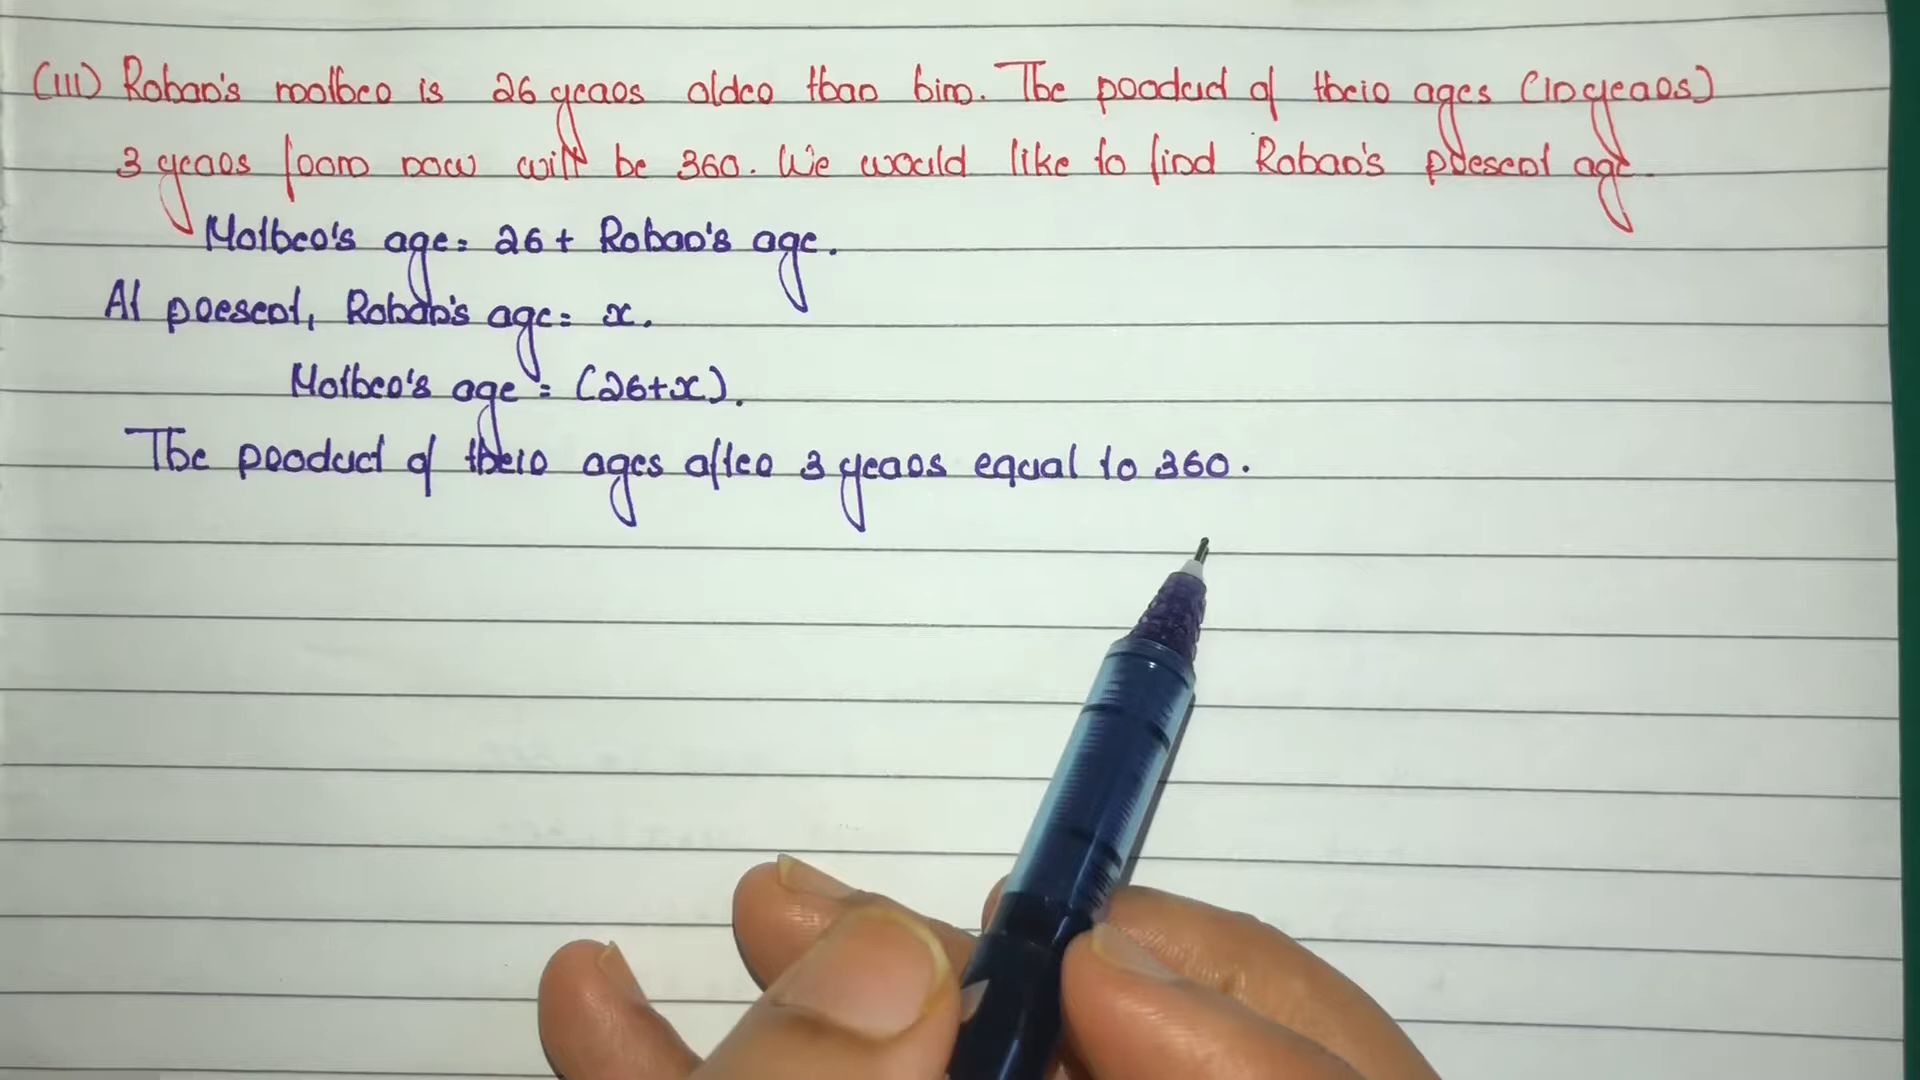 (iii) Rohan's mother is 26 years older than him. The product of their ages (in years)
3 years from now will be 360. We would like to find Rohan's present age.
Mother's age = 26 + Rohan's age.
At present, Rohan's age = x.
Mother's age = (26+x).
The product of their ages after 3 years equal to 360.